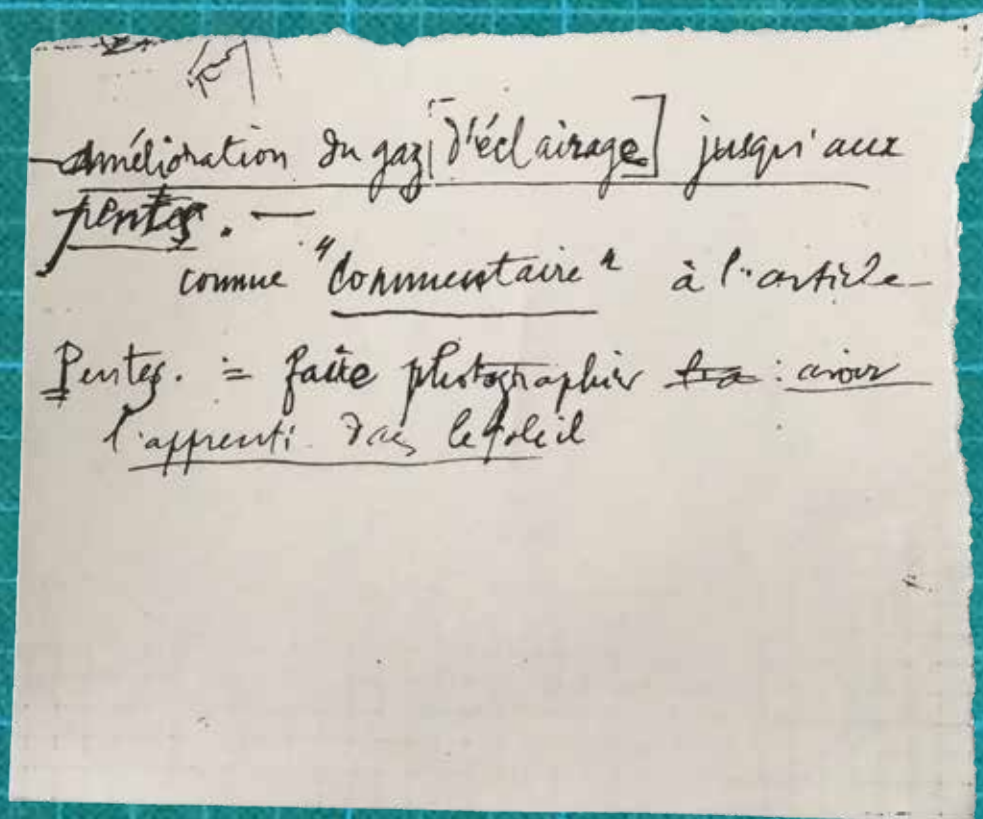 — Amélioration du gaz [d'éclairage] jusqu'aux
pentes. —
comme "Commentaire" à l'article
Pentes. = faire photographier : avoir
l'apprenti dans le soleil